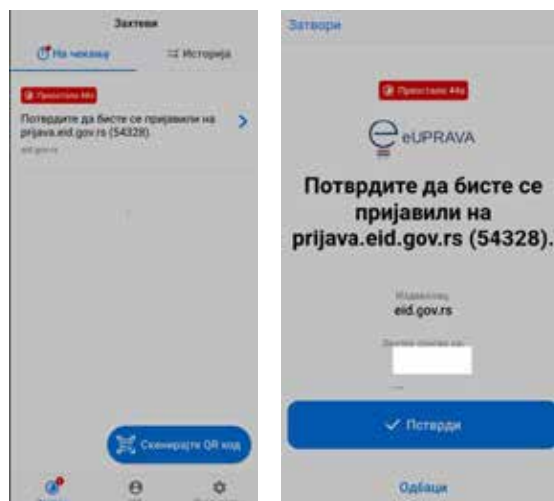 Захтеви
На чекању
Историја
Преостало 44s
Потврдите да бисте се пријавили на
prijava.eid.gov.rs (54328).
eid.gov.rs
Скенирајте QR код
Затвори
Преостало 44s
eUPRAVA
Потврдите да бисте се
пријавили на
prijava.eid.gov.rs (54328).
Издавалац
eid.gov.rs
Потврди
Одбаци